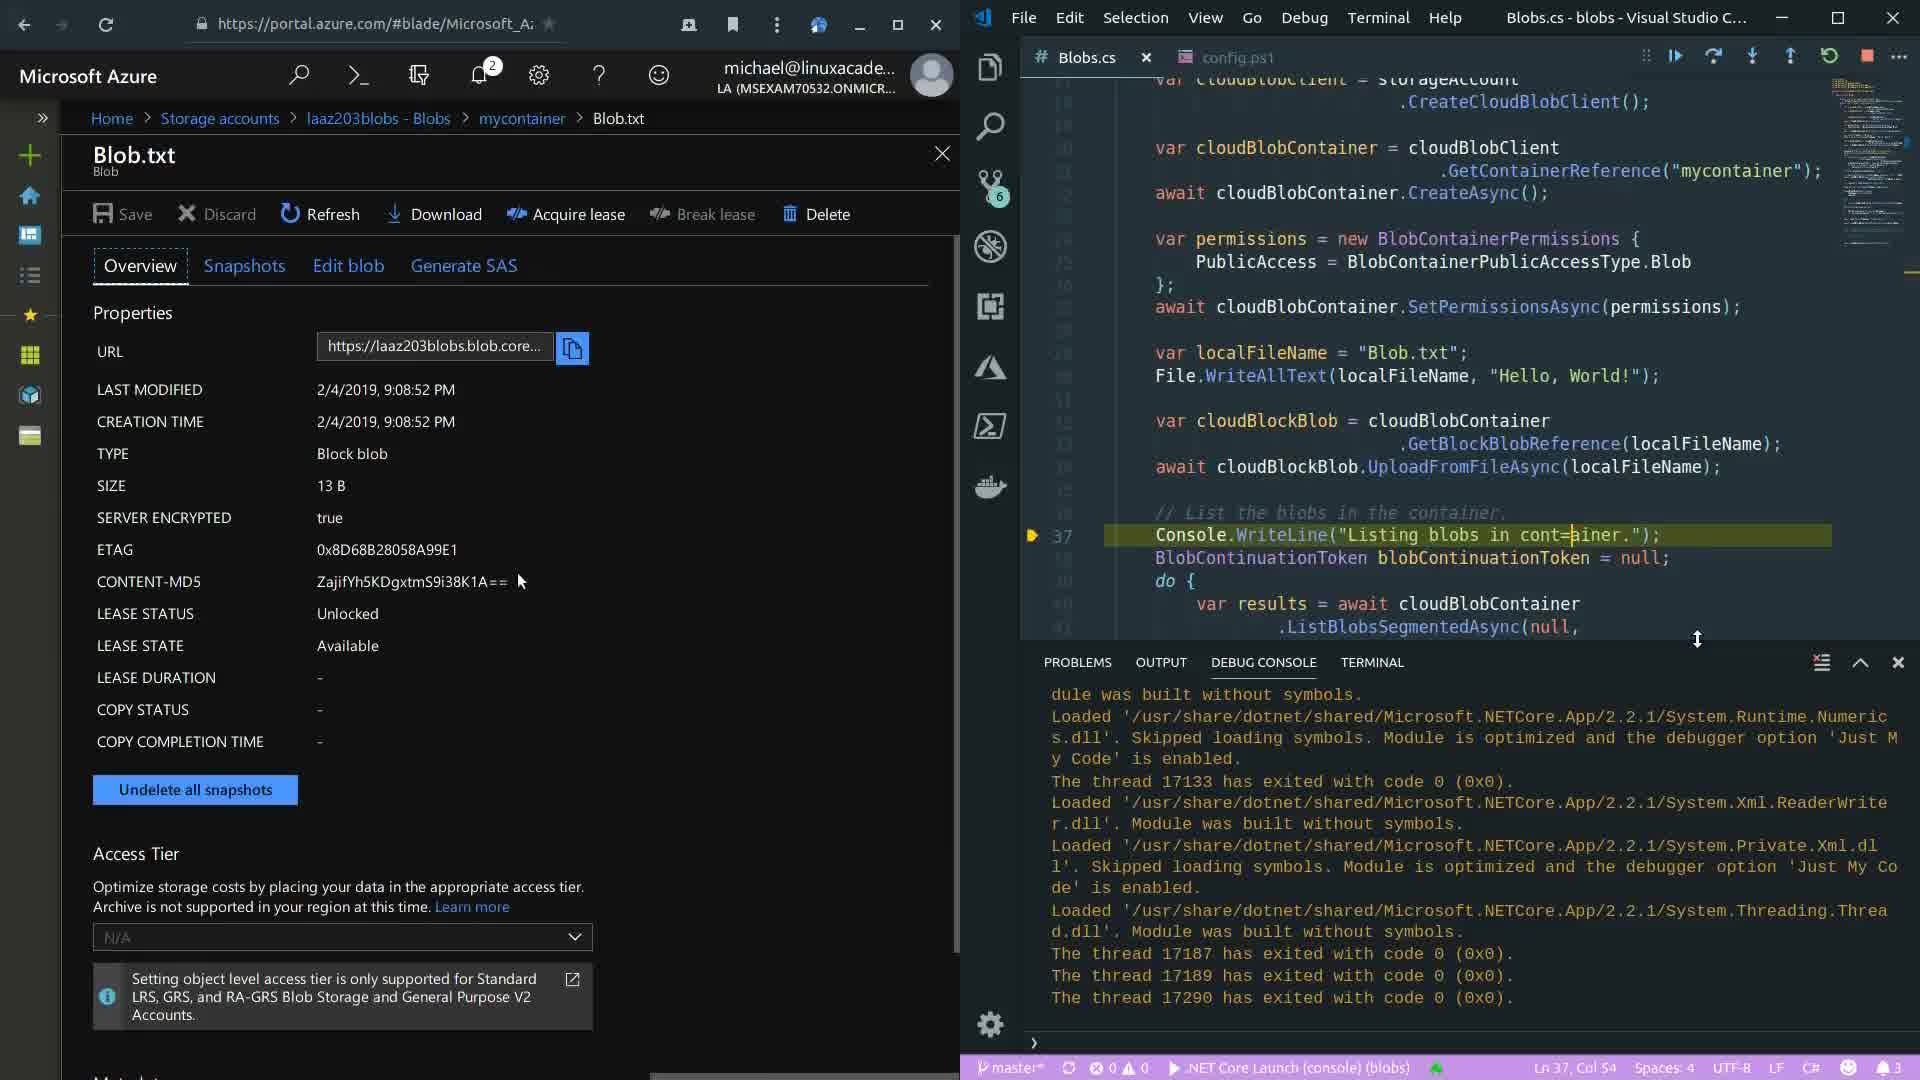 https://portal.azure.com/#blade/Microsoft_Az
Microsoft Azure
2
michael@linuxacade...
LA (MSEXAM70532.ONMICR...
Home > Storage accounts > laaz203blobs - Blobs > mycontainer > Blob.txt
Blob.txt
Blob
Save Discard Refresh Download Acquire lease Break lease Delete
Overview Snapshots Edit blob Generate SAS
Properties
URL https://laaz203blobs.blob.core...
LAST MODIFIED 2/4/2019, 9:08:52 PM
CREATION TIME 2/4/2019, 9:08:52 PM
TYPE Block blob
SIZE 13 B
SERVER ENCRYPTED true
ETAG 0x8D68B28058A99E1
CONTENT-MD5 ZajifYh5KDgxtmS9i38K1A==
LEASE STATUS Unlocked
LEASE STATE Available
LEASE DURATION -
COPY STATUS -
COPY COMPLETION TIME -
Undelete all snapshots
Access Tier
Optimize storage costs by placing your data in the appropriate access tier.
Archive is not supported in your region at this time. Learn more
N/A
Setting object level access tier is only supported for Standard
LRS, GRS, and RA-GRS Blob Storage and General Purpose V2
Accounts.
File Edit Selection View Go Debug Terminal Help Blobs.cs - blobs - Visual Studio C...
# Blobs.cs config.ps1
6
var cloudBlobClient = storageAccount
.CreateCloudBlobClient();
var cloudBlobContainer = cloudBlobClient
.GetContainerReference("mycontainer");
await cloudBlobContainer.CreateAsync();
var permissions = new BlobContainerPermissions {
PublicAccess = BlobContainerPublicAccessType.Blob
};
await cloudBlobContainer.SetPermissionsAsync(permissions);
var localFileName = "Blob.txt";
File.WriteAllText(localFileName, "Hello, World!");
var cloudBlockBlob = cloudBlobContainer
.GetBlockBlobReference(localFileName);
await cloudBlockBlob.UploadFromFileAsync(localFileName);
// List the blobs in the container.
37 Console.WriteLine("Listing blobs in cont=ainer.");
BlobContinuationToken blobContinuationToken = null;
do {
var results = await cloudBlobContainer
.ListBlobsSegmentedAsync(null,
PROBLEMS OUTPUT DEBUG CONSOLE TERMINAL
dule was built without symbols.
Loaded '/usr/share/dotnet/shared/Microsoft.NETCore.App/2.2.1/System.Runtime.Numeric
s.dll'. Skipped loading symbols. Module is optimized and the debugger option 'Just M
y Code' is enabled.
The thread 17133 has exited with code 0 (0x0).
Loaded '/usr/share/dotnet/shared/Microsoft.NETCore.App/2.2.1/System.Xml.ReaderWrite
r.dll'. Module was built without symbols.
Loaded '/usr/share/dotnet/shared/Microsoft.NETCore.App/2.2.1/System.Private.Xml.dl
l'. Skipped loading symbols. Module is optimized and the debugger option 'Just My Co
de' is enabled.
Loaded '/usr/share/dotnet/shared/Microsoft.NETCore.App/2.2.1/System.Threading.Threa
d.dll'. Module was built without symbols.
The thread 17187 has exited with code 0 (0x0).
The thread 17189 has exited with code 0 (0x0).
The thread 17290 has exited with code 0 (0x0).
master* 0 0 .NET Core Launch (console) (blobs) Ln 37, Col 54 Spaces: 4 UTF-8 LF C# 3